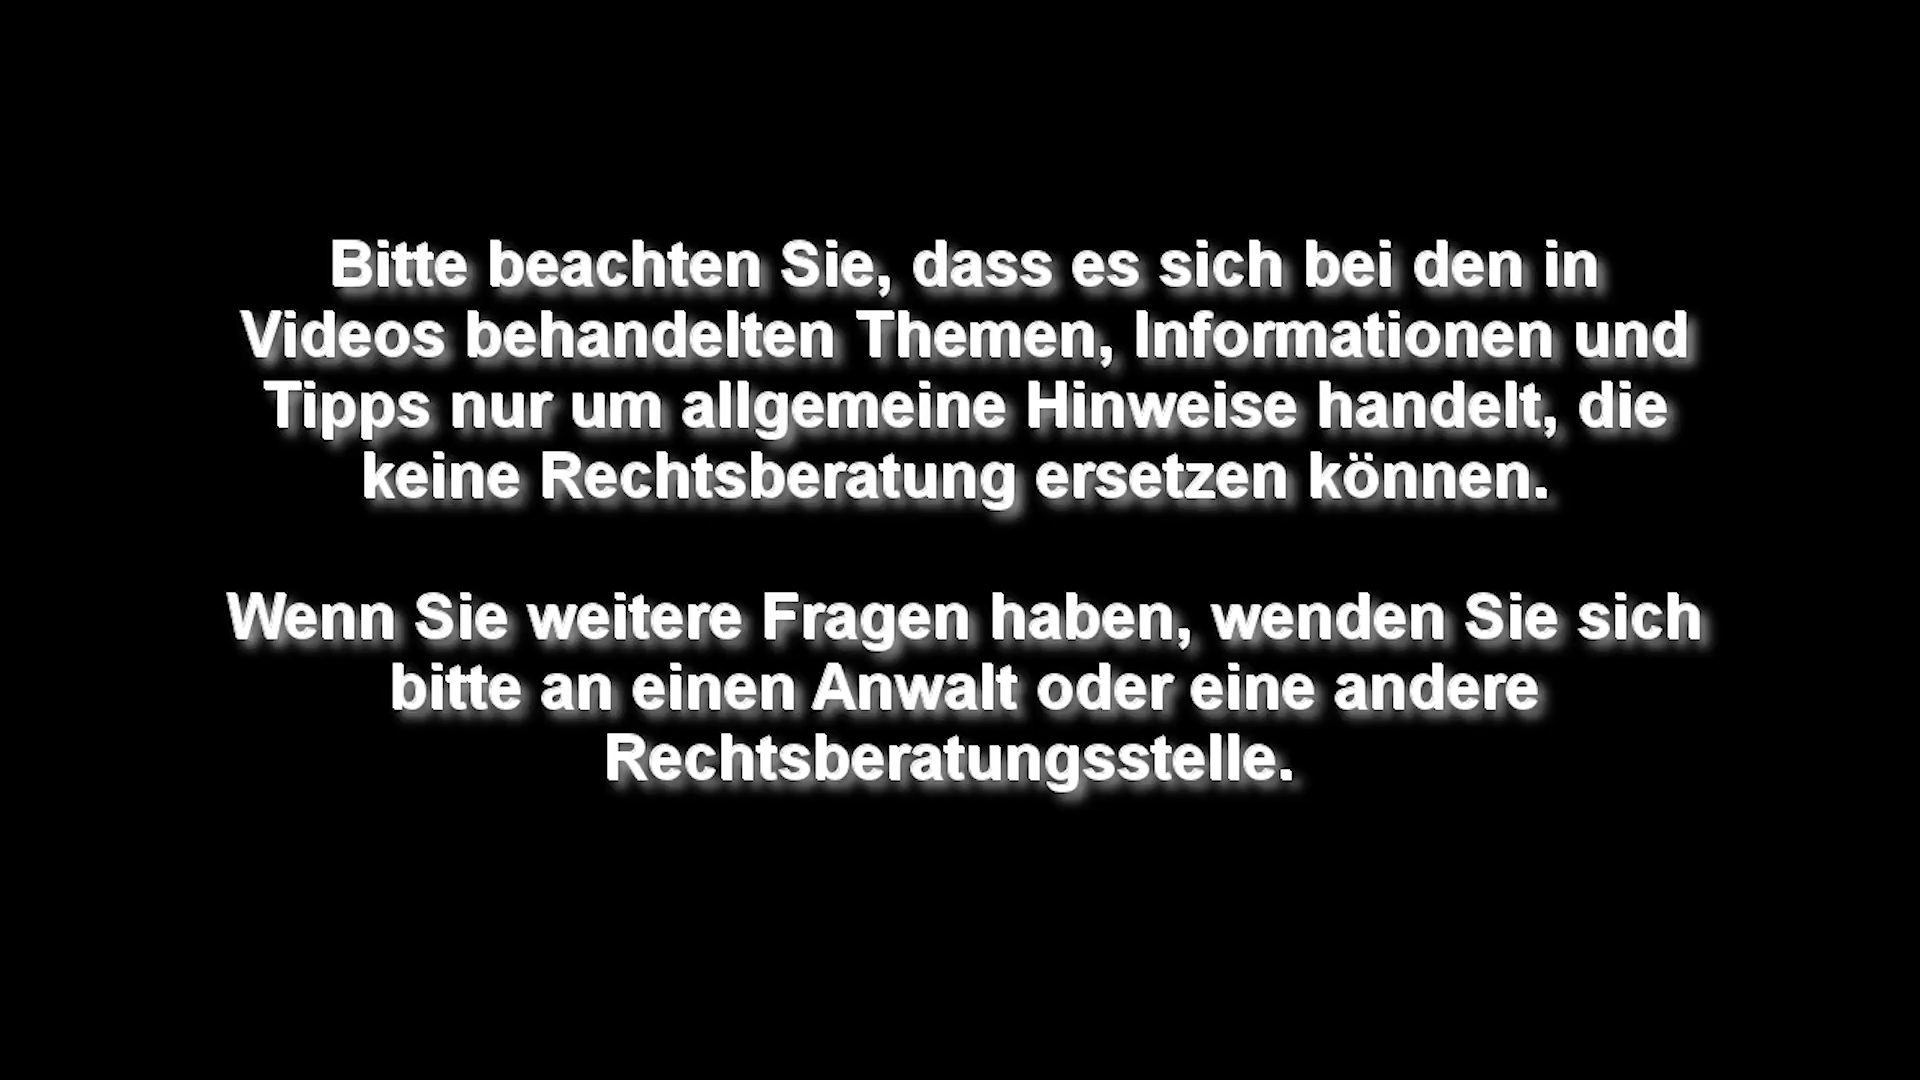 Bitte beachten Sie, dass es sich bei den in
Videos behandelten Themen, Informationen und
Tipps nur um allgemeine Hinweise handelt, die
keine Rechtsberatung ersetzen können.
Wenn Sie weitere Fragen haben, wenden Sie sich
bitte an einen Anwalt oder eine andere
Rechtsberatungsstelle.